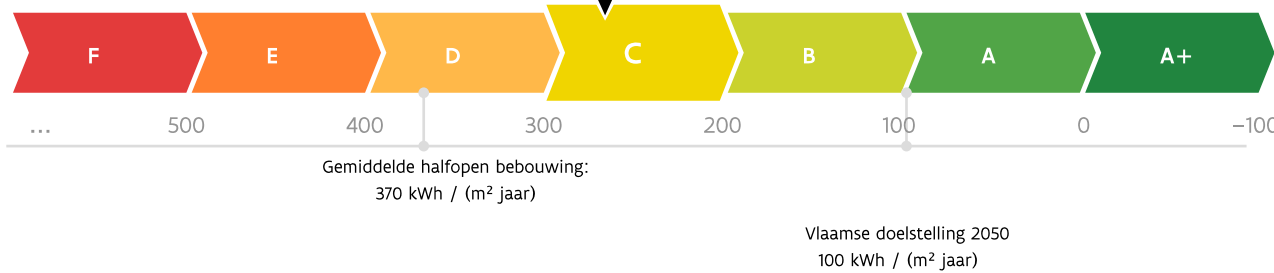 F E D C B A A+
... 500 400 300 200 100 0 −100
Gemiddelde halfopen bebouwing:
370 kWh / (m² jaar)
Vlaamse doelstelling 2050
100 kWh / (m² jaar)